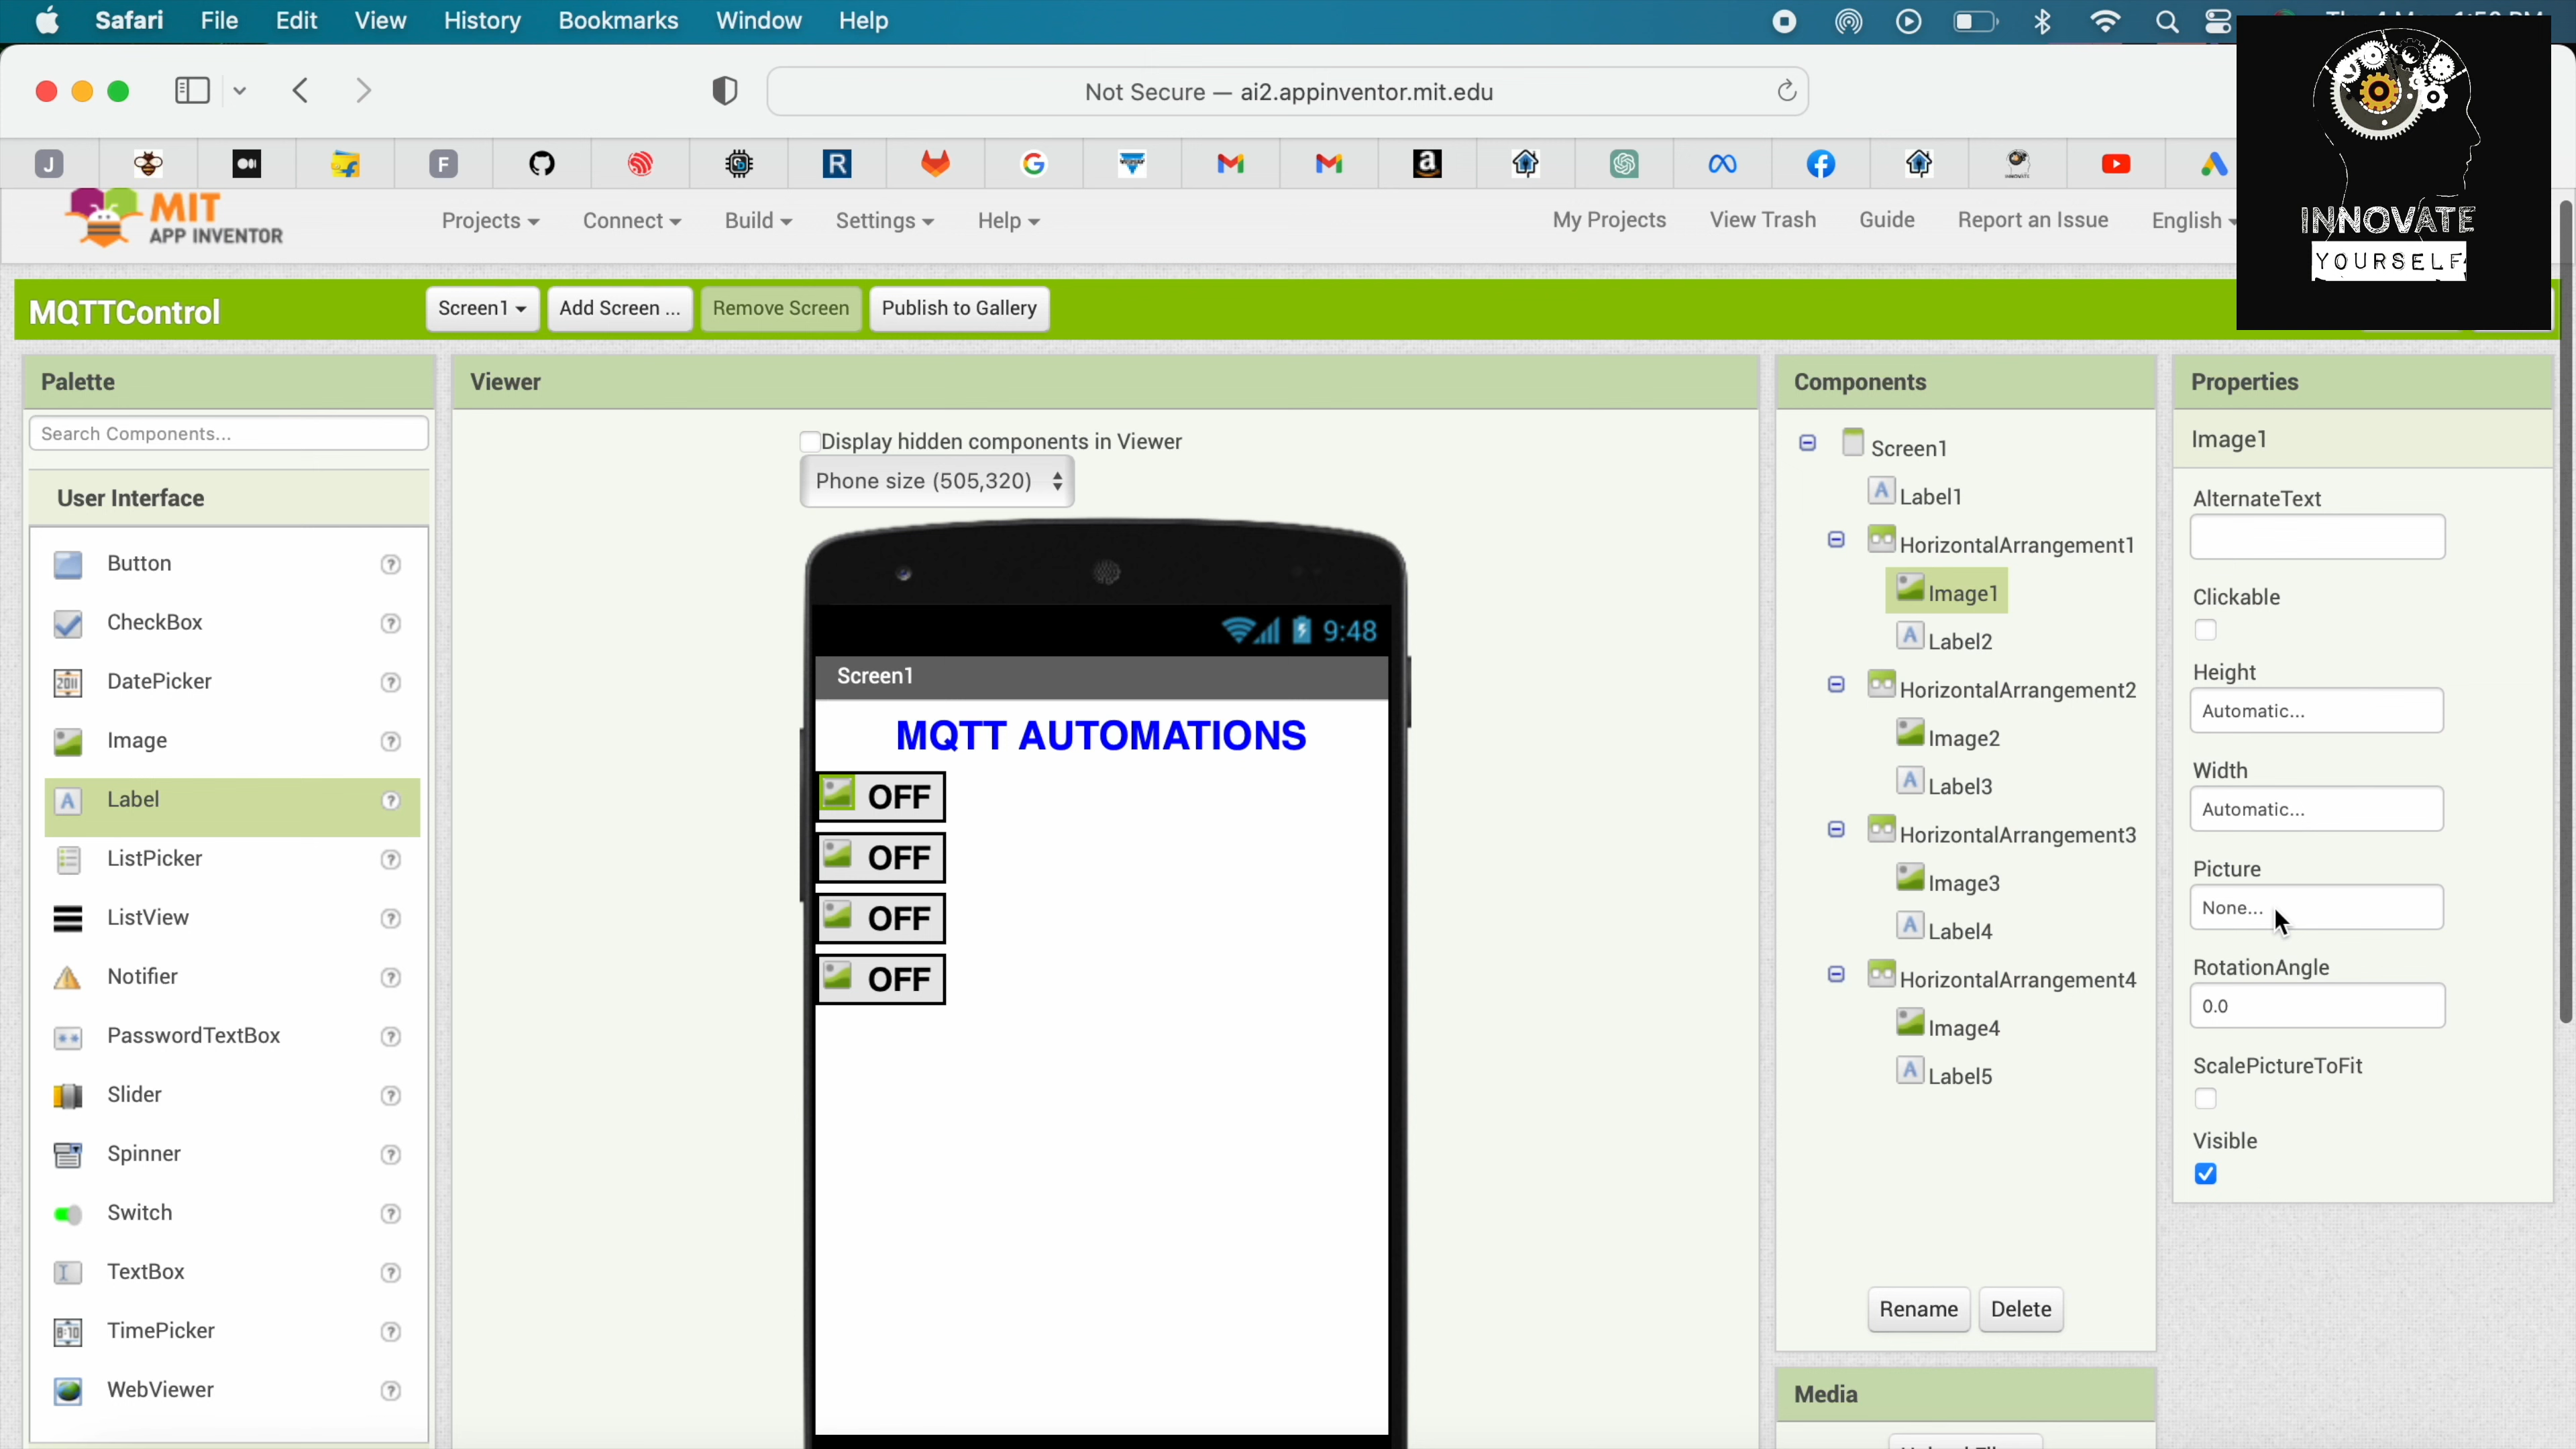 Safari File Edit View History Bookmarks Window Help
Not Secure — ai2.appinventor.mit.edu
INNOVATE
YOURSELF
MIT
APP INVENTOR
Projects Connect Build Settings Help My Projects View Trash Guide Report an Issue English
MQTTControl
Screen1 Add Screen ... Remove Screen Publish to Gallery
Palette
Search Components...
User Interface
Button
CheckBox
DatePicker
Image
Label
ListPicker
ListView
Notifier
PasswordTextBox
Slider
Spinner
Switch
TextBox
TimePicker
WebViewer
Viewer
Display hidden components in Viewer
Phone size (505,320)
9:48
Screen1
MQTT AUTOMATIONS
OFF
OFF
OFF
OFF
Components
Screen1
Label1
HorizontalArrangement1
Image1
Label2
HorizontalArrangement2
Image2
Label3
HorizontalArrangement3
Image3
Label4
HorizontalArrangement4
Image4
Label5
Rename Delete
Media
Properties
Image1
AlternateText
Clickable
Height
Automatic...
Width
Automatic...
Picture
None...
RotationAngle
0.0
ScalePictureToFit
Visible